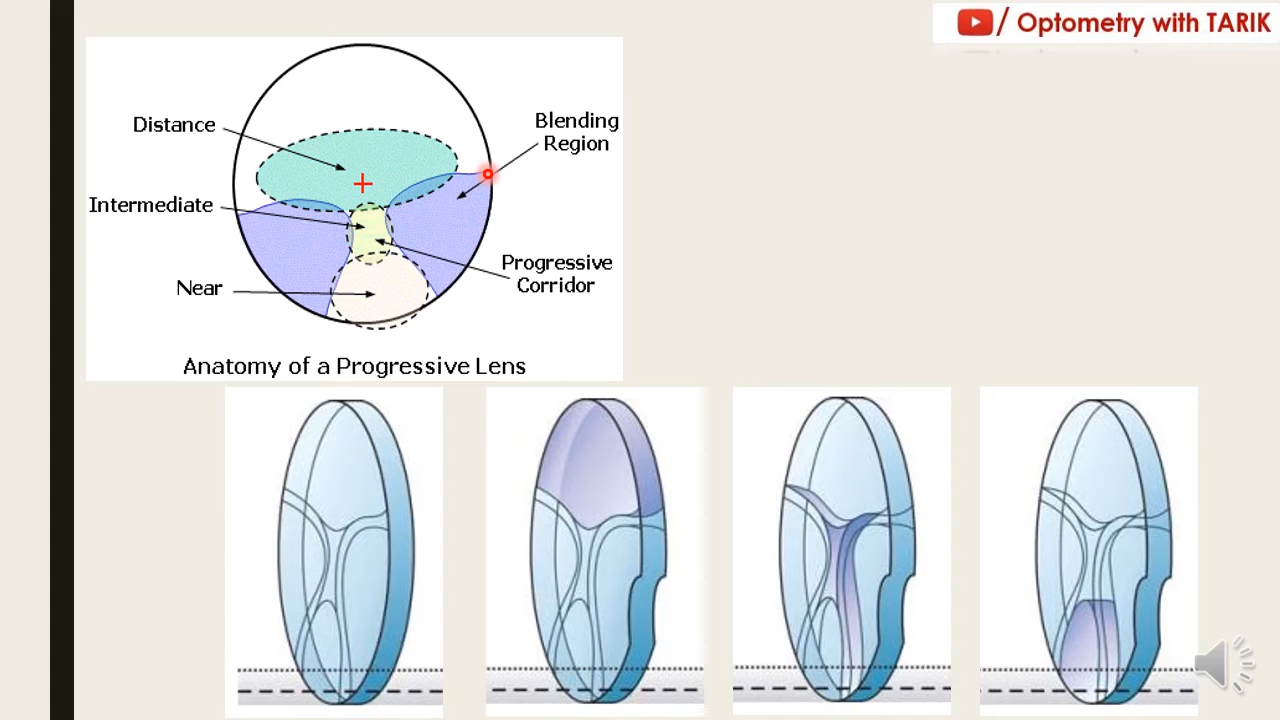 / Optometry with TARIK
Distance
Blending
Region
Intermediate
Progressive
Corridor
Near
Anatomy of a Progressive Lens